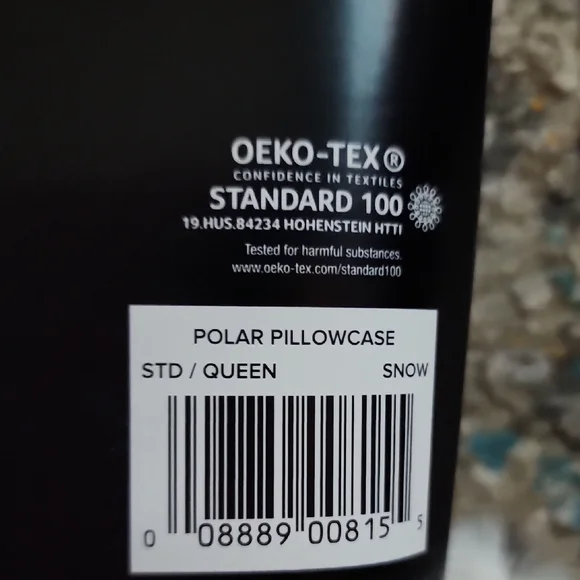 OEKO-TEX®
CONFIDENCE IN TEXTILES
STANDARD 100
19.HUS.84234 HOHENSTEIN HTTI
Tested for harmful substances.
www.oeko-tex.com/standard100
POLAR PILLOWCASE
STD / QUEEN SNOW
0 08889 00815 5